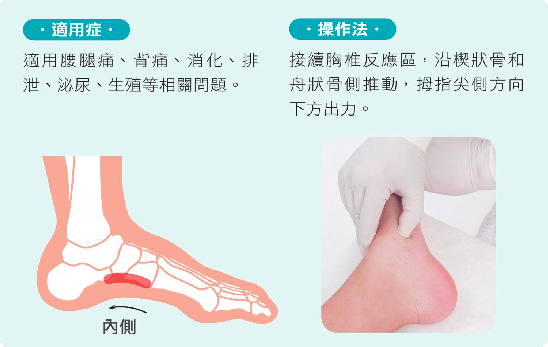 ・適用症・
適用腰腿痛、背痛、消化、排
泄、泌尿、生殖等相關問題。
・操作法・
接續胸椎反應區，沿楔狀骨和
舟狀骨側推動，拇指尖側方向
下方出力。
內側